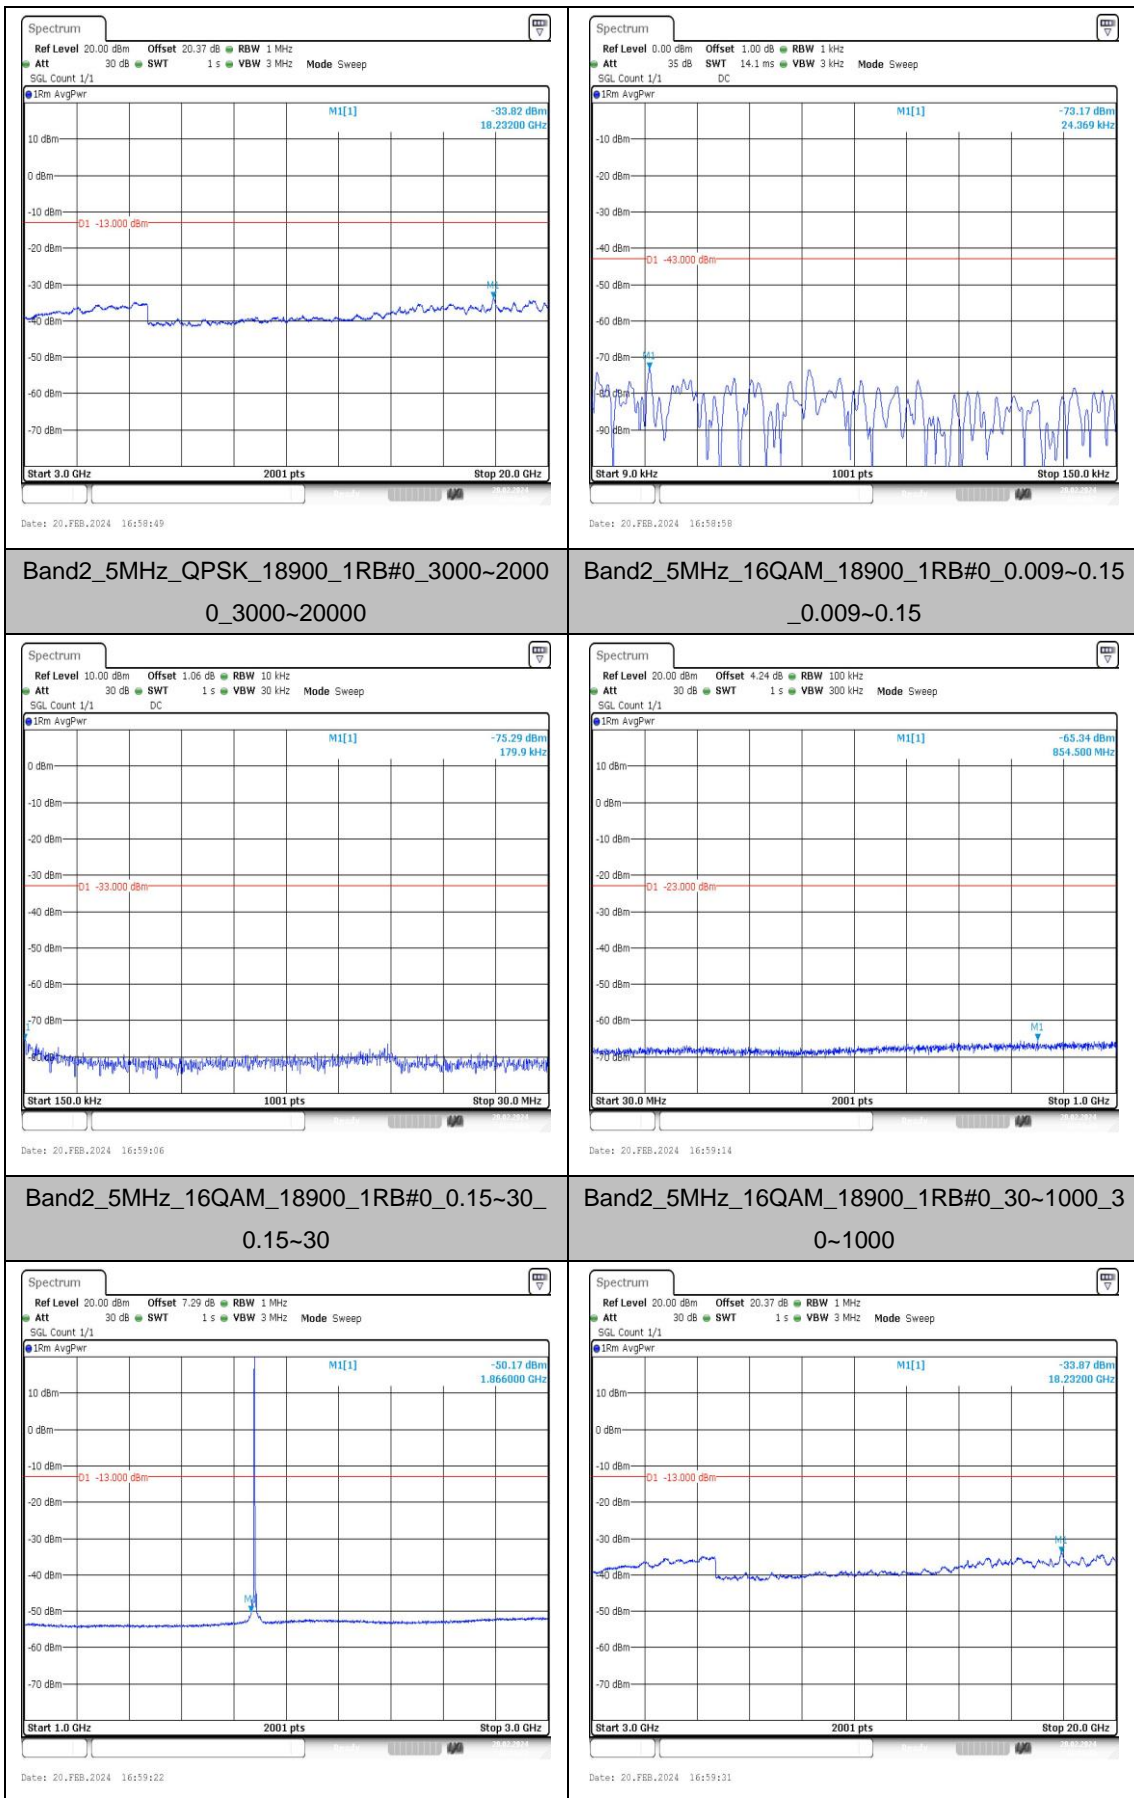 Spectrum
Ref Level 20.00 dBm Offset 20.37 dB RBW 1 MHz
Att 30 dB SWT 1 s VBW 3 MHz Mode Sweep
SGL Count 1/1
1Rm AvgPwr
M1[1] -33.82 dBm
18.23200 GHz
10 dBm
0 dBm
-10 dBm
D1 -13.000 dBm
-20 dBm
-30 dBm
M1
-40 dBm
-50 dBm
-60 dBm
-70 dBm
Start 3.0 GHz 2001 pts Stop 20.0 GHz
Date: 20.FEB.2024 16:58:49
Spectrum
Ref Level 0.00 dBm Offset 1.00 dB RBW 1 kHz
Att 35 dB SWT 14.1 ms VBW 3 kHz Mode Sweep
SGL Count 1/1 DC
1Rm AvgPwr
M1[1] -73.17 dBm
24.369 kHz
-10 dBm
-20 dBm
-30 dBm
-40 dBm
D1 -43.000 dBm
-50 dBm
-60 dBm
-70 dBm
M1
-80 dBm
-90 dBm
Start 9.0 kHz 1001 pts Stop 150.0 kHz
Date: 20.FEB.2024 16:58:58
Band2_5MHz_QPSK_18900_1RB#0_3000~2000
0_3000~20000
Band2_5MHz_16QAM_18900_1RB#0_0.009~0.15
_0.009~0.15
Spectrum
Ref Level 10.00 dBm Offset 1.06 dB RBW 10 kHz
Att 30 dB SWT 1 s VBW 30 kHz Mode Sweep
SGL Count 1/1 DC
1Rm AvgPwr
M1[1] -75.29 dBm
179.9 kHz
0 dBm
-10 dBm
-20 dBm
-30 dBm
D1 -33.000 dBm
-40 dBm
-50 dBm
-60 dBm
-70 dBm
-80 dBm
Start 150.0 kHz 1001 pts Stop 30.0 MHz
Date: 20.FEB.2024 16:59:06
Spectrum
Ref Level 20.00 dBm Offset 4.24 dB RBW 100 kHz
Att 30 dB SWT 1 s VBW 300 kHz Mode Sweep
SGL Count 1/1
1Rm AvgPwr
M1[1] -65.34 dBm
854.500 MHz
10 dBm
0 dBm
-10 dBm
-20 dBm
D1 -23.000 dBm
-30 dBm
-40 dBm
-50 dBm
-60 dBm
M1
-70 dBm
Start 30.0 MHz 2001 pts Stop 1.0 GHz
Date: 20.FEB.2024 16:59:14
Band2_5MHz_16QAM_18900_1RB#0_0.15~30_
0.15~30
Band2_5MHz_16QAM_18900_1RB#0_30~1000_3
0~1000
Spectrum
Ref Level 20.00 dBm Offset 7.29 dB RBW 1 MHz
Att 30 dB SWT 1 s VBW 3 MHz Mode Sweep
SGL Count 1/1
1Rm AvgPwr
M1[1] -50.17 dBm
1.866000 GHz
10 dBm
0 dBm
-10 dBm
D1 -13.000 dBm
-20 dBm
-30 dBm
-40 dBm
-50 dBm
-60 dBm
-70 dBm
Start 1.0 GHz 2001 pts Stop 3.0 GHz
Date: 20.FEB.2024 16:59:22
Spectrum
Ref Level 20.00 dBm Offset 20.37 dB RBW 1 MHz
Att 30 dB SWT 1 s VBW 3 MHz Mode Sweep
SGL Count 1/1
1Rm AvgPwr
M1[1] -33.87 dBm
18.23200 GHz
10 dBm
0 dBm
-10 dBm
D1 -13.000 dBm
-20 dBm
-30 dBm
M1
-40 dBm
-50 dBm
-60 dBm
-70 dBm
Start 3.0 GHz 2001 pts Stop 20.0 GHz
Date: 20.FEB.2024 16:59:31